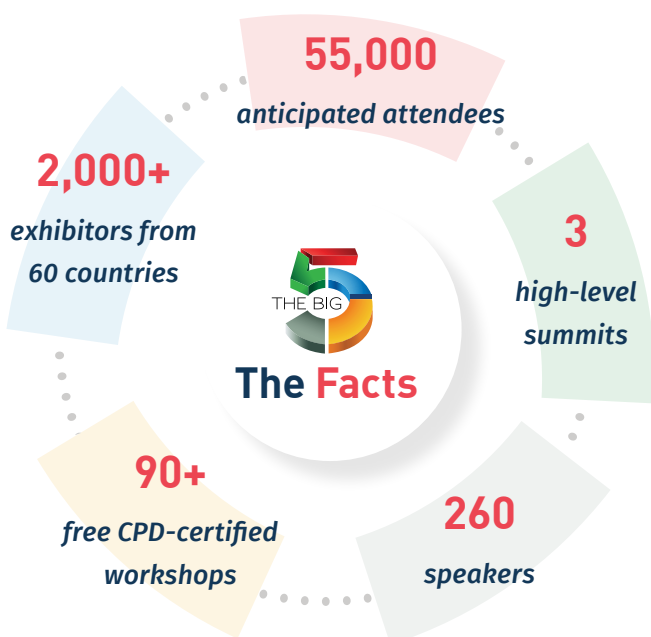 55,000
anticipated attendees
2,000+
exhibitors from
60 countries
3
high-level
summits
5
THE BIG
The Facts
90+
free CPD-certified
workshops
260
speakers